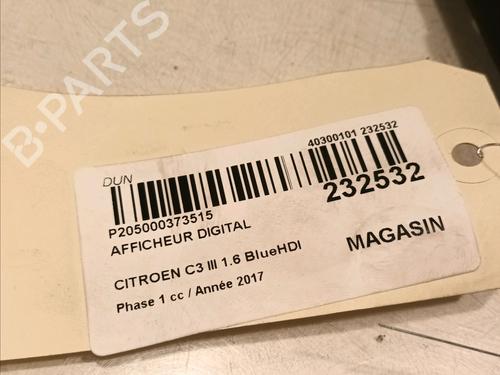 B-PARTS
DUN
40300101 232532
P205000373515
232532
AFFICHEUR DIGITAL
CITROEN C3 III 1.6 BlueHDI
MAGASIN
Phase 1 cc / Année 2017